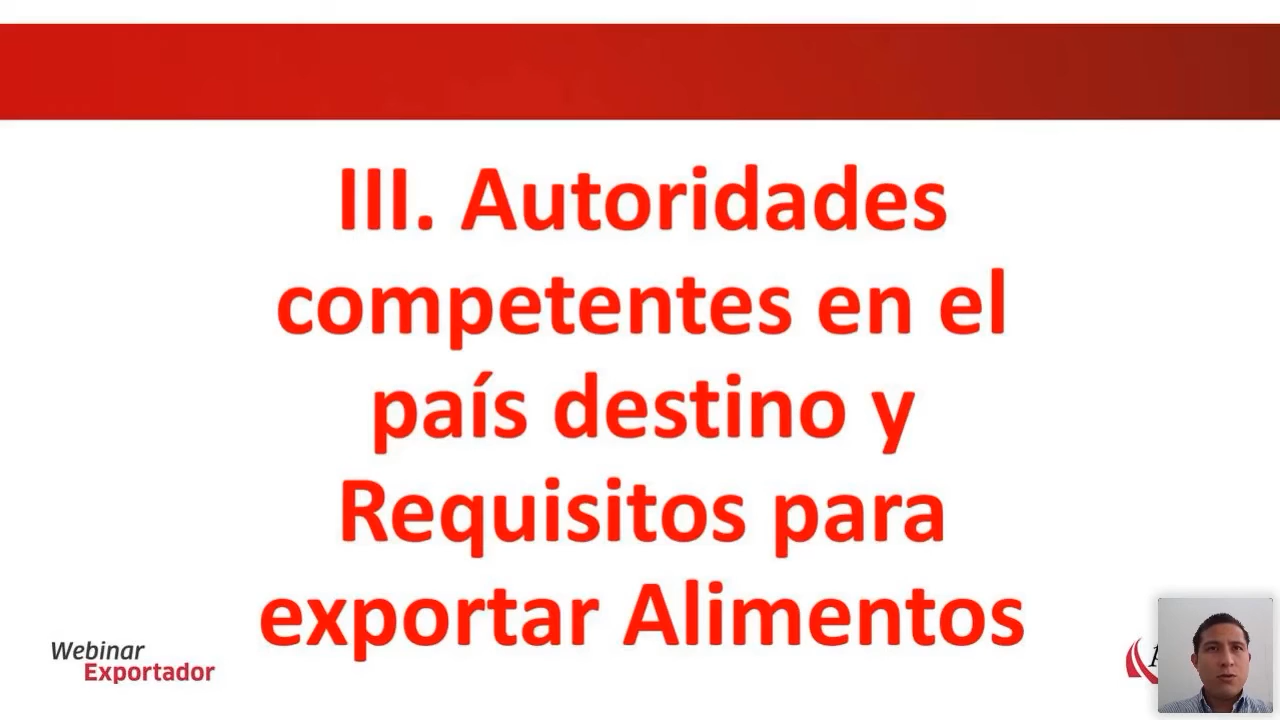 III. Autoridades
competentes en el
país destino y
Requisitos para
exportar Alimentos
Webinar
Exportador